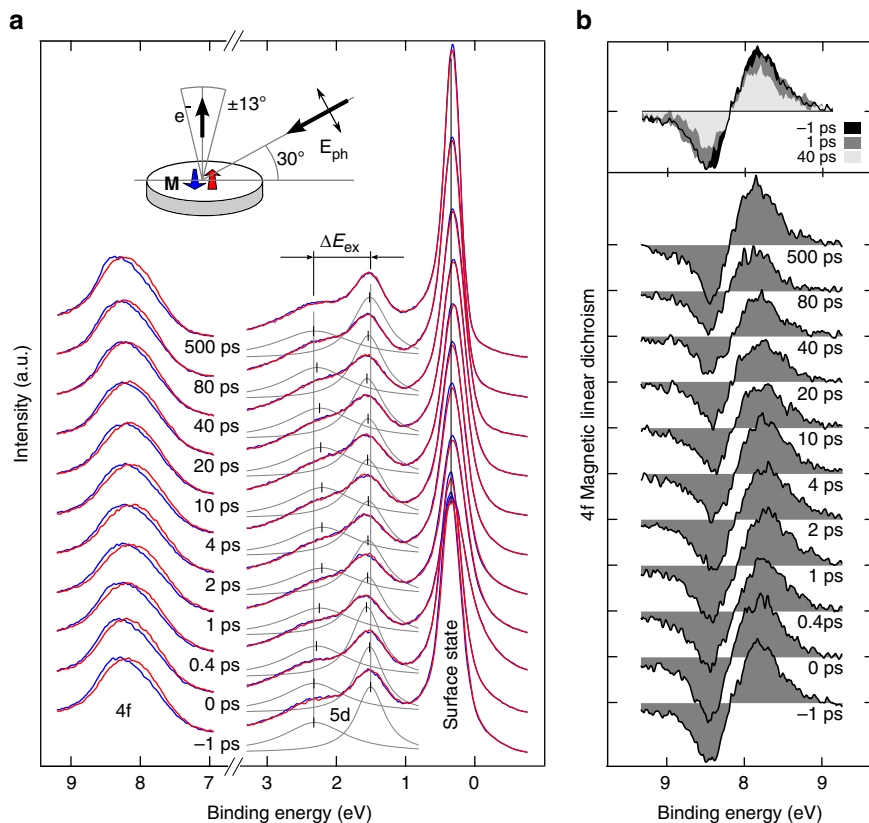 a
e⁻
±13°
E_ph
30°
M
ΔE_ex
500 ps
80 ps
40 ps
20 ps
10 ps
4 ps
2 ps
1 ps
0.4 ps
0 ps
–1 ps
4f
5d
Surface state
Intensity (a.u.)
9
8
7
3
2
1
0
Binding energy (eV)
b
–1 ps
1 ps
40 ps
500 ps
80 ps
40 ps
20 ps
10 ps
4 ps
2 ps
1 ps
0.4ps
0 ps
–1 ps
4f Magnetic linear dichroism
9
8
9
Binding energy (eV)